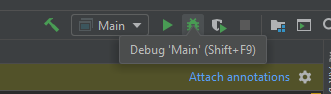 Main
Debug 'Main' (Shift+F9)
Attach annotations